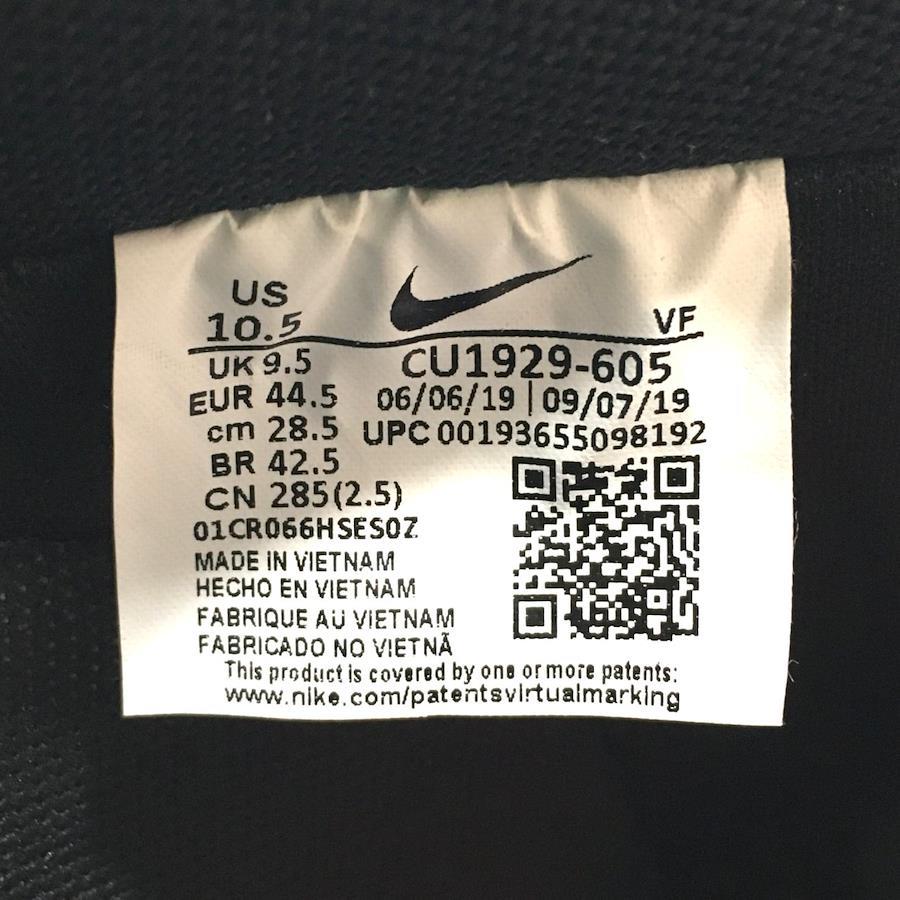 US
10.5
VF
UK 9.5
CU1929-605
EUR 44.5
06/06/19 | 09/07/19
cm 28.5
UPC 00193655098192
BR 42.5
CN 285(2.5)
01CR066HSES0Z
MADE IN VIETNAM
HECHO EN VIETNAM
FABRIQUE AU VIETNAM
FABRICADO NO VIETNÃ
This product is covered by one or more patents:
www.nike.com/patentsvirtualmarking